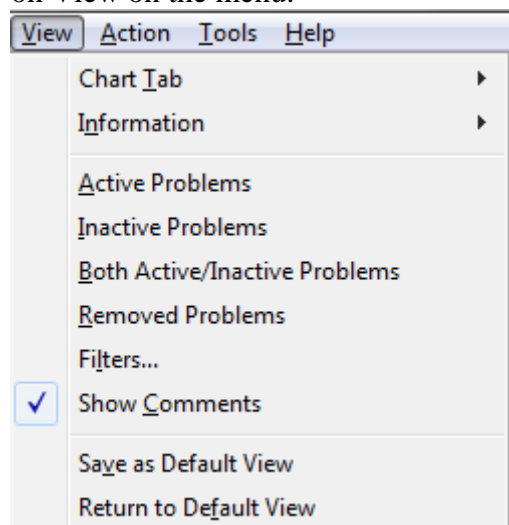 on View on the menu.
View Action Tools Help
Chart Tab
Information
Active Problems
Inactive Problems
Both Active/Inactive Problems
Removed Problems
Filters...
Show Comments
Save as Default View
Return to Default View